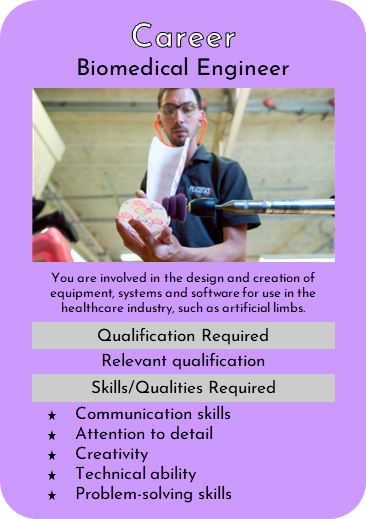 Career
Biomedical Engineer
You are involved in the design and creation of
equipment, systems and software for use in the
healthcare industry, such as artificial limbs.
Qualification Required
Relevant qualification
Skills/Qualities Required
★ Communication skills
★ Attention to detail
★ Creativity
★ Technical ability
★ Problem-solving skills